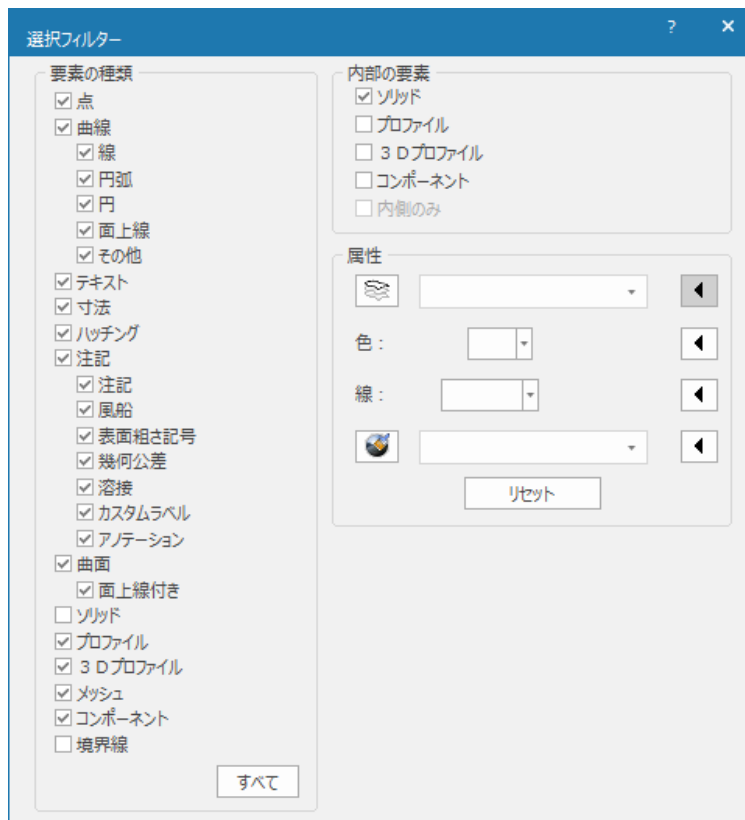 選択フィルター
?
×
要素の種類
点
曲線
線
円弧
円
面上線
その他
テキスト
寸法
ハッチング
注記
注記
風船
表面粗さ記号
幾何公差
溶接
カスタムラベル
アノテーション
曲面
面上線付き
ソリッド
プロファイル
３Ｄプロファイル
メッシュ
コンポーネント
境界線
すべて
内部の要素
ソリッド
プロファイル
３Ｄプロファイル
コンポーネント
内側のみ
属性
色：
線：
リセット